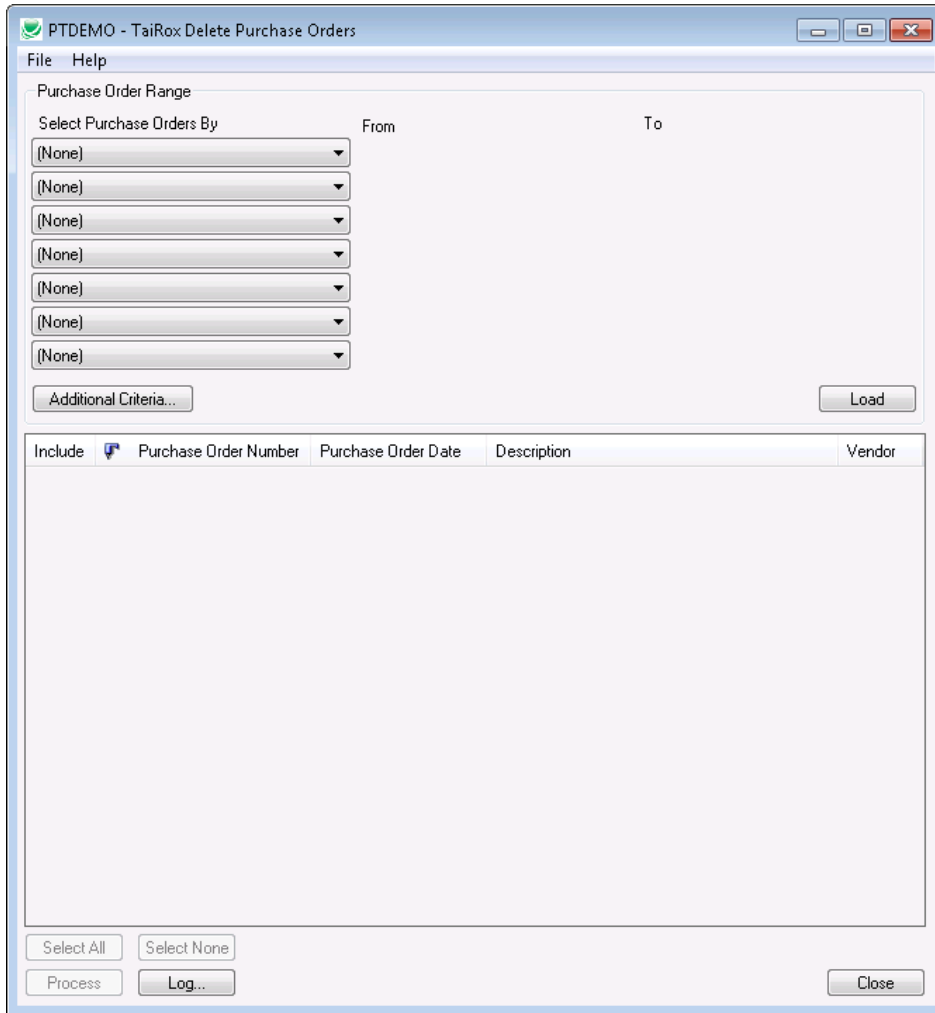 PTDEMO - TaiRox Delete Purchase Orders
File Help
Purchase Order Range
Select Purchase Orders By From To
(None)
(None)
(None)
(None)
(None)
(None)
(None)
Additional Criteria... Load
Include Purchase Order Number Purchase Order Date Description Vendor
Select All Select None
Process Log... Close